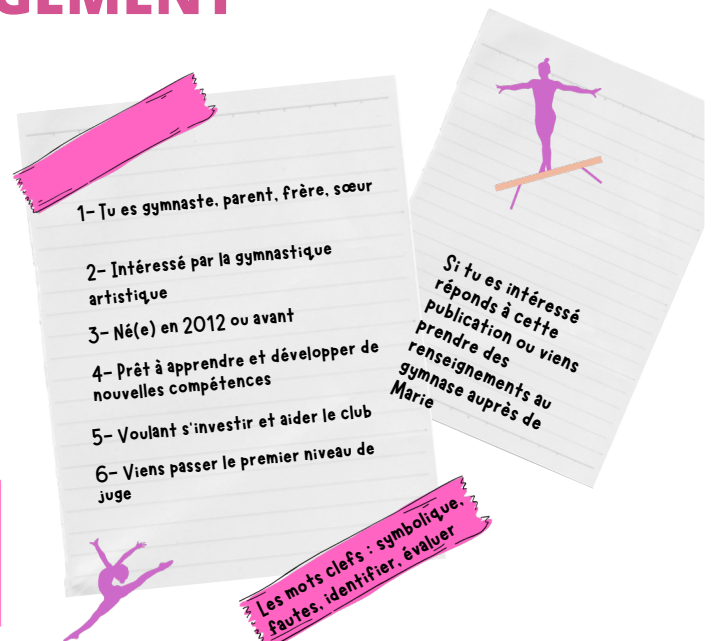 GEMENT
1- Tu es gymnaste, parent, frère, sœur
2- Intéressé par la gymnastique
artistique
3- Né(e) en 2012 ou avant
4- Prêt à apprendre et développer de
nouvelles compétences
5- Voulant s'investir et aider le club
6- Viens passer le premier niveau de
juge
Si tu es intéressé
réponds à cette
publication ou viens
prendre des
renseignements au
gymnase auprès de
Marie
Les mots clefs : symbolique,
fautes, identifier, évaluer